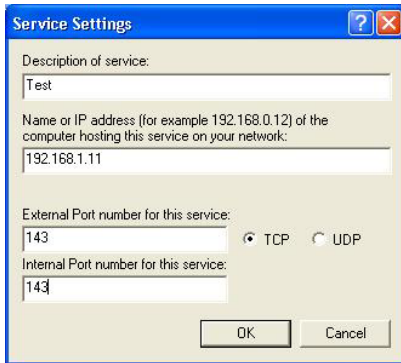 Service Settings
Description of service:
Test
Name or IP address (for example 192.168.0.12) of the
computer hosting this service on your network:
192.168.1.11
External Port number for this service:
143 TCP UDP
Internal Port number for this service:
143
OK Cancel